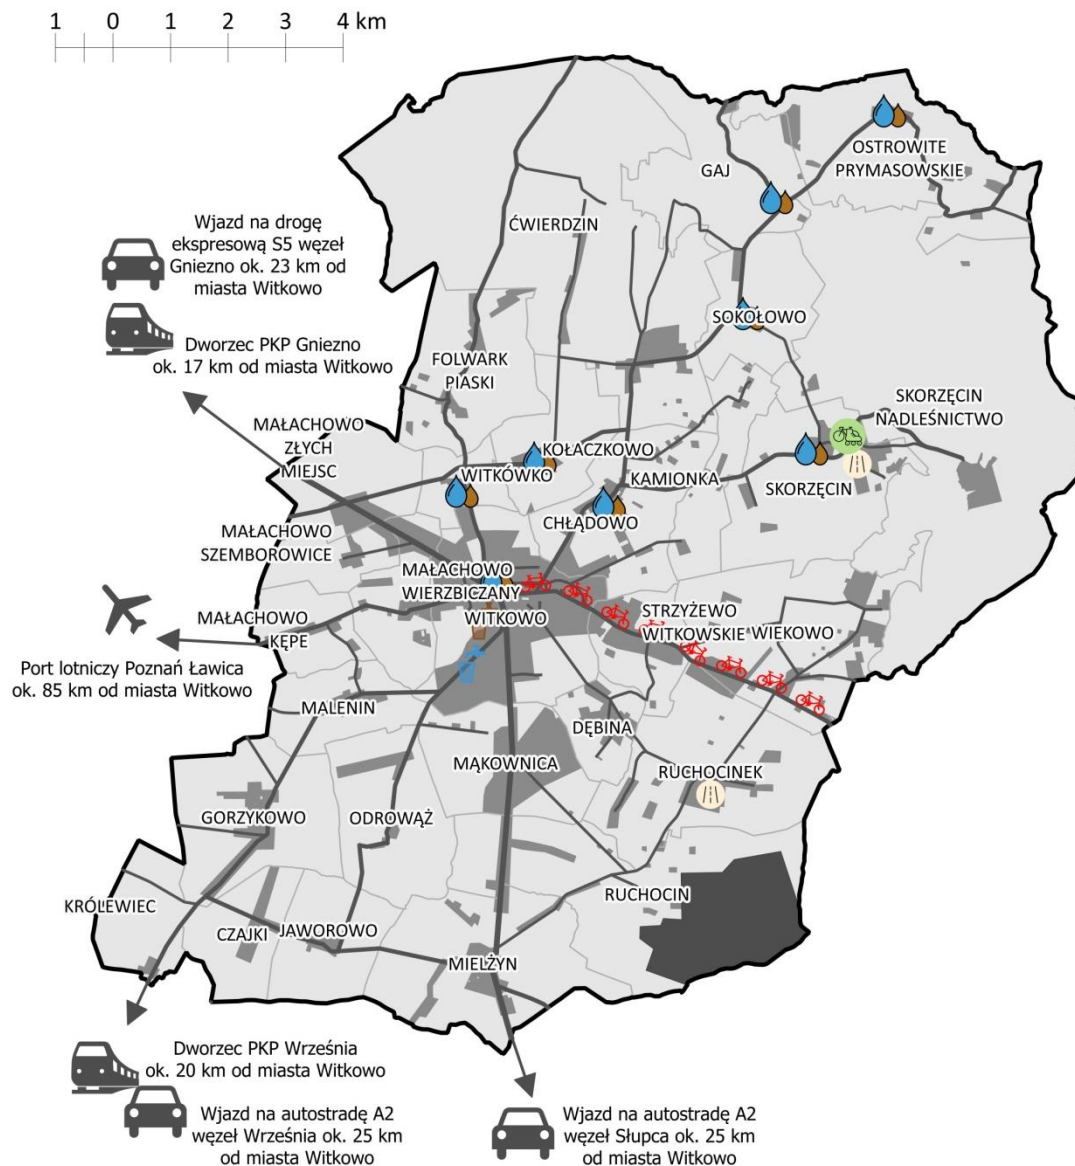 1 0 1 2 3 4 km
OSTROWITE
PRYMASOWSKIE
GAJ
ĆWIERDZIN
Wjazd na drogę
ekspresową S5 węzeł
Gniezno ok. 23 km od
miasta Witkowo
SOKOŁOWO
Dworzec PKP Gniezno
ok. 17 km od miasta Witkowo
FOLWARK
PIASKI
SKORZĘCIN
NADLEŚNICTWO
MAŁACHOWO
ZŁYCH
MIEJSC
KOŁACZKOWO
WITKÓWKO
KAMIONKA
SKORZĘCIN
CHŁĄDOWO
MAŁACHOWO
SZEMBOROWICE
MAŁACHOWO
WIERZBICZANY
WITKOWO
STRZYŻEWO
WITKOWSKIE
WIEKOWO
MAŁACHOWO
KĘPE
Port lotniczy Poznań Ławica
ok. 85 km od miasta Witkowo
MALENIN
DĘBINA
MĄKOWNICA
RUCHOCINEK
GORZYKOWO
ODROWĄŻ
RUCHOCIN
KRÓLEWIEC
CZAJKI
JAWOROWO
MIELŻYN
Dworzec PKP Września
ok. 20 km od miasta Witkowo
Wjazd na autostradę A2
węzeł Września ok. 25 km
od miasta Witkowo
Wjazd na autostradę A2
węzeł Słupca ok. 25 km
od miasta Witkowo